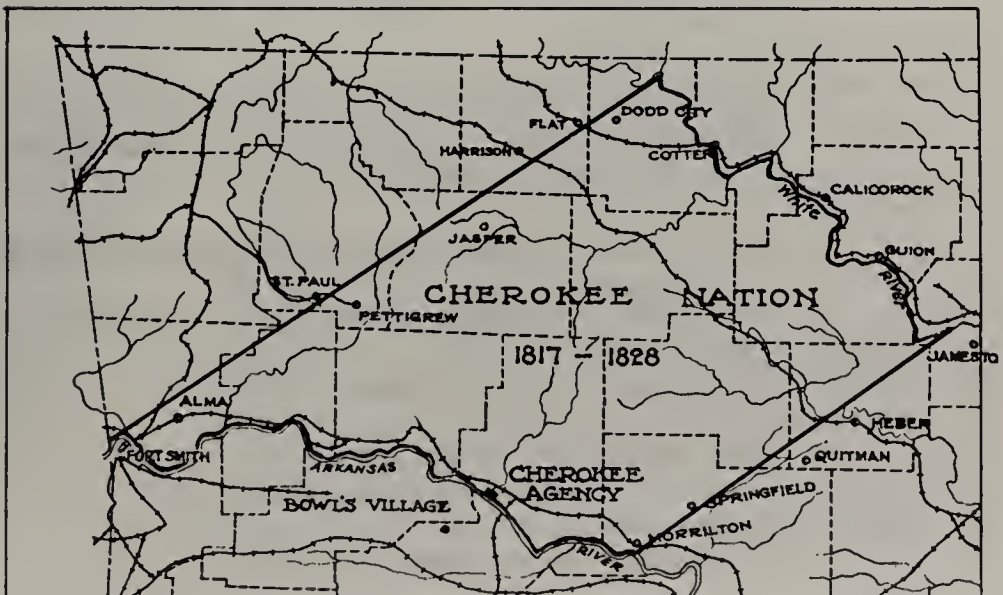 DODD CITY
FLAT
HARRISON
COTTER
CALICOROCK
White
JASPER
GUION
RIVER
ST. PAUL
CHEROKEE NATION
PETTIGREW
1817 - 1828
JAMESTO
ALMA
HEBER
FORT SMITH
ARKANSAS
QUITMAN
CHEROKEE
AGENCY
BOWL'S VILLAGE
SPRINGFIELD
MORRILTON
RIVER